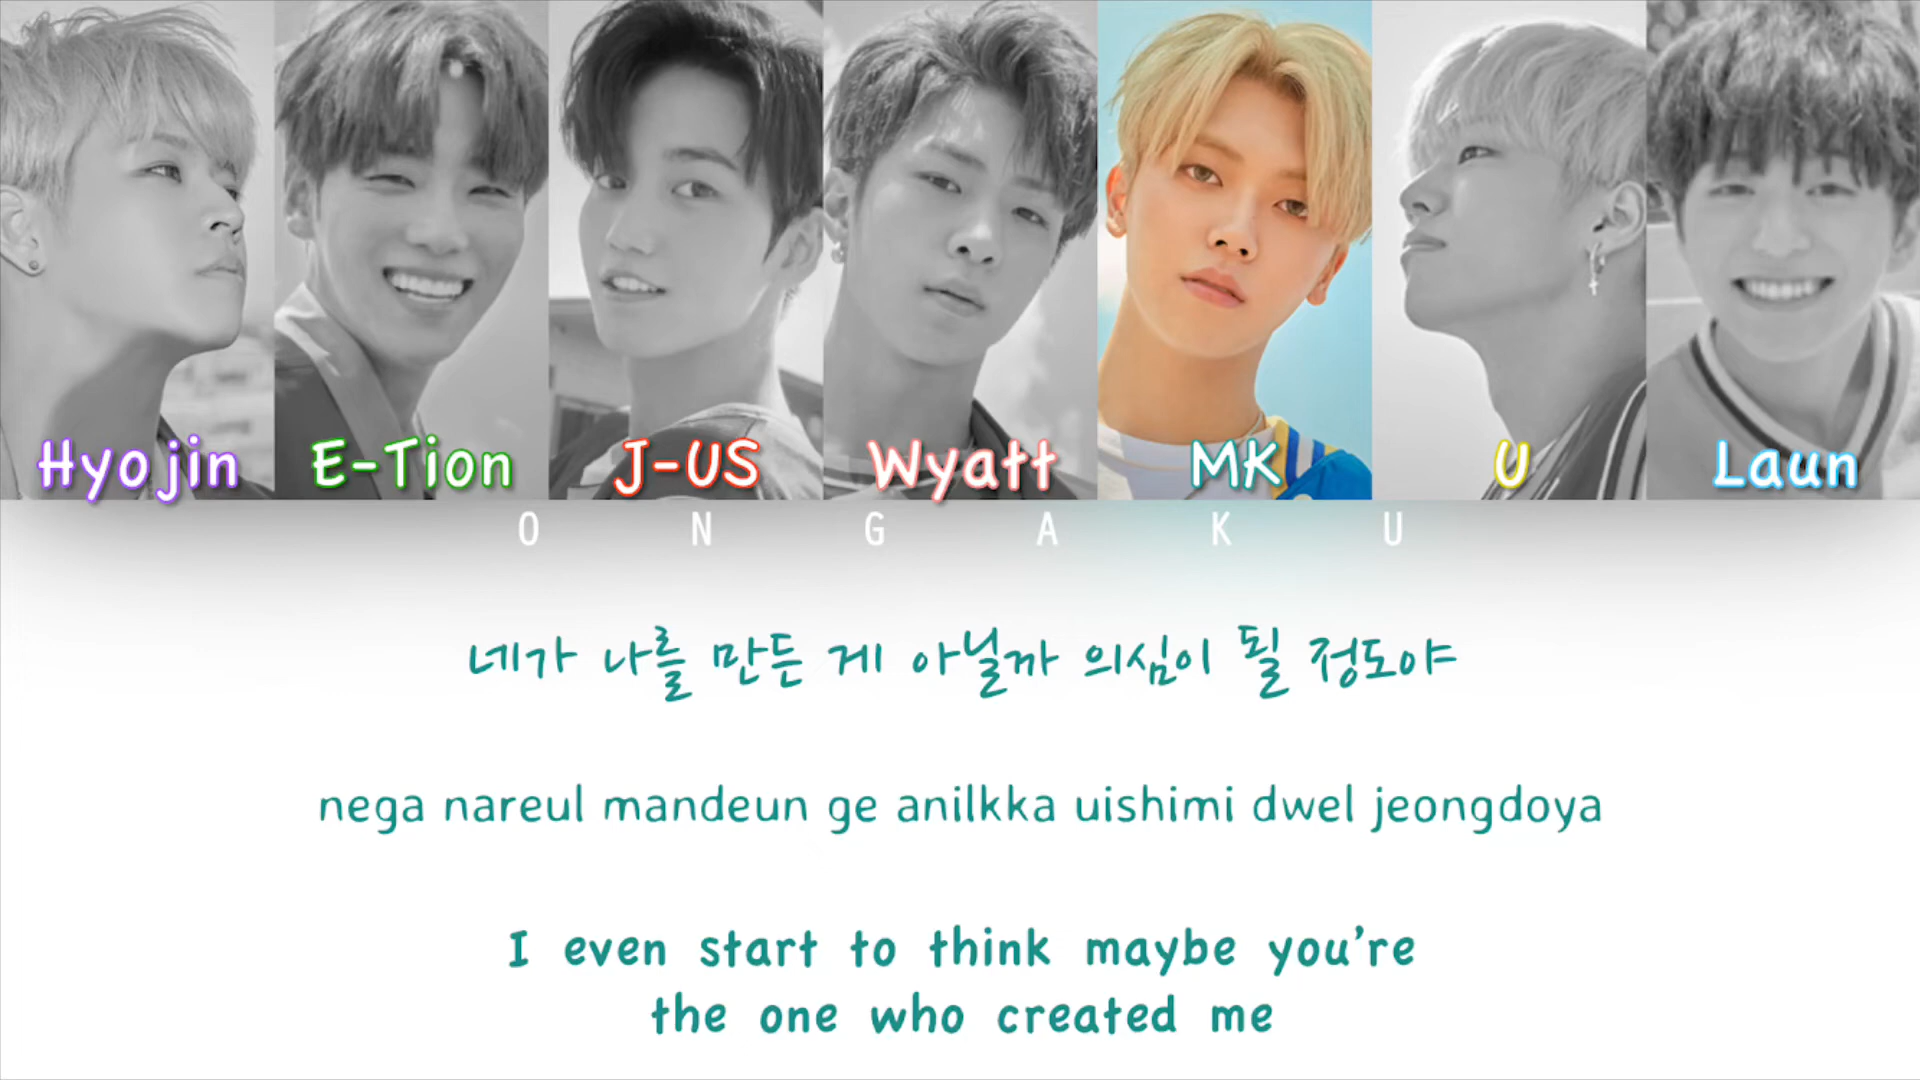 Hyojin E-Tion J-US Wyatt MK U Laun
O N G A K U
네가 나를 만든 게 아닐까 의심이 될 정도야
nega nareul mandeun ge anilkka uishimi dwel jeongdoya
I even start to think maybe you're
the one who created me